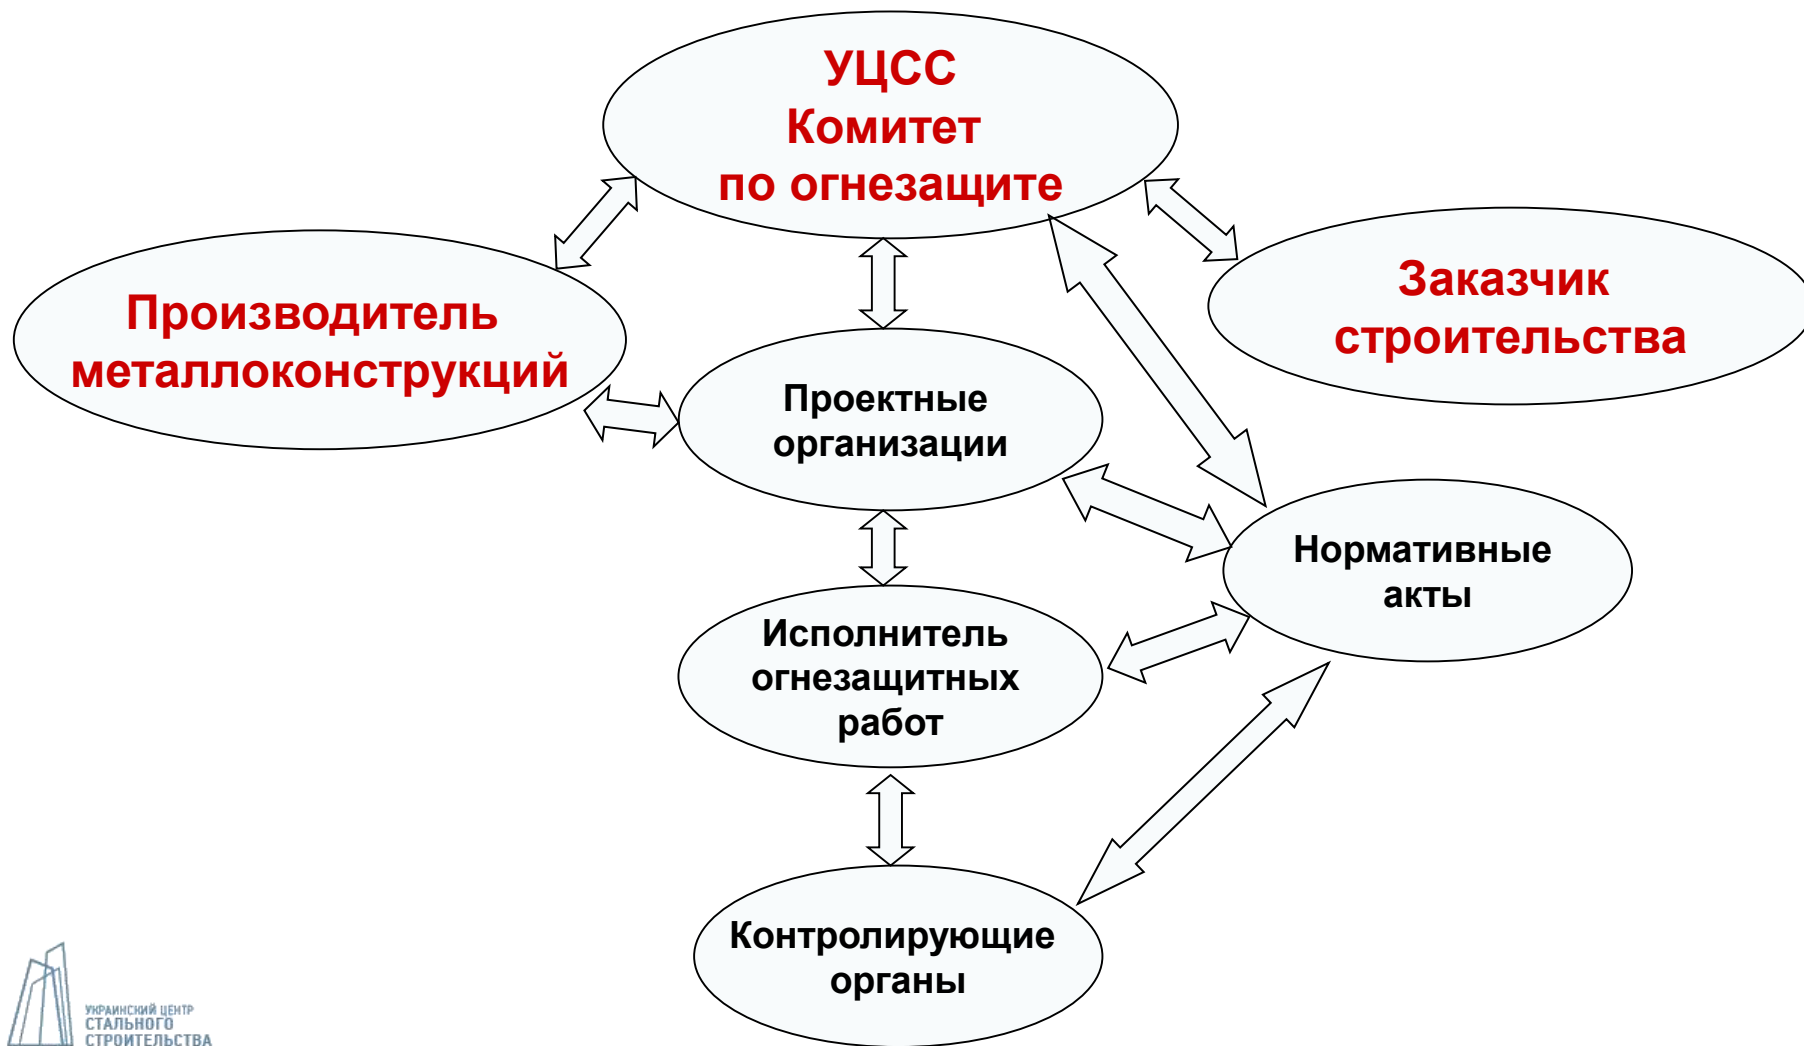 УЦСС
Комитет
по огнезащите
Заказчик
строительства
Производитель
металлоконструкций
Проектные
организации
Нормативные
акты
Исполнитель
огнезащитных
работ
Контролирующие
органы
УКРАИНСКИЙ ЦЕНТР
СТАЛЬНОГО
СТРОИТЕЛЬСТВА